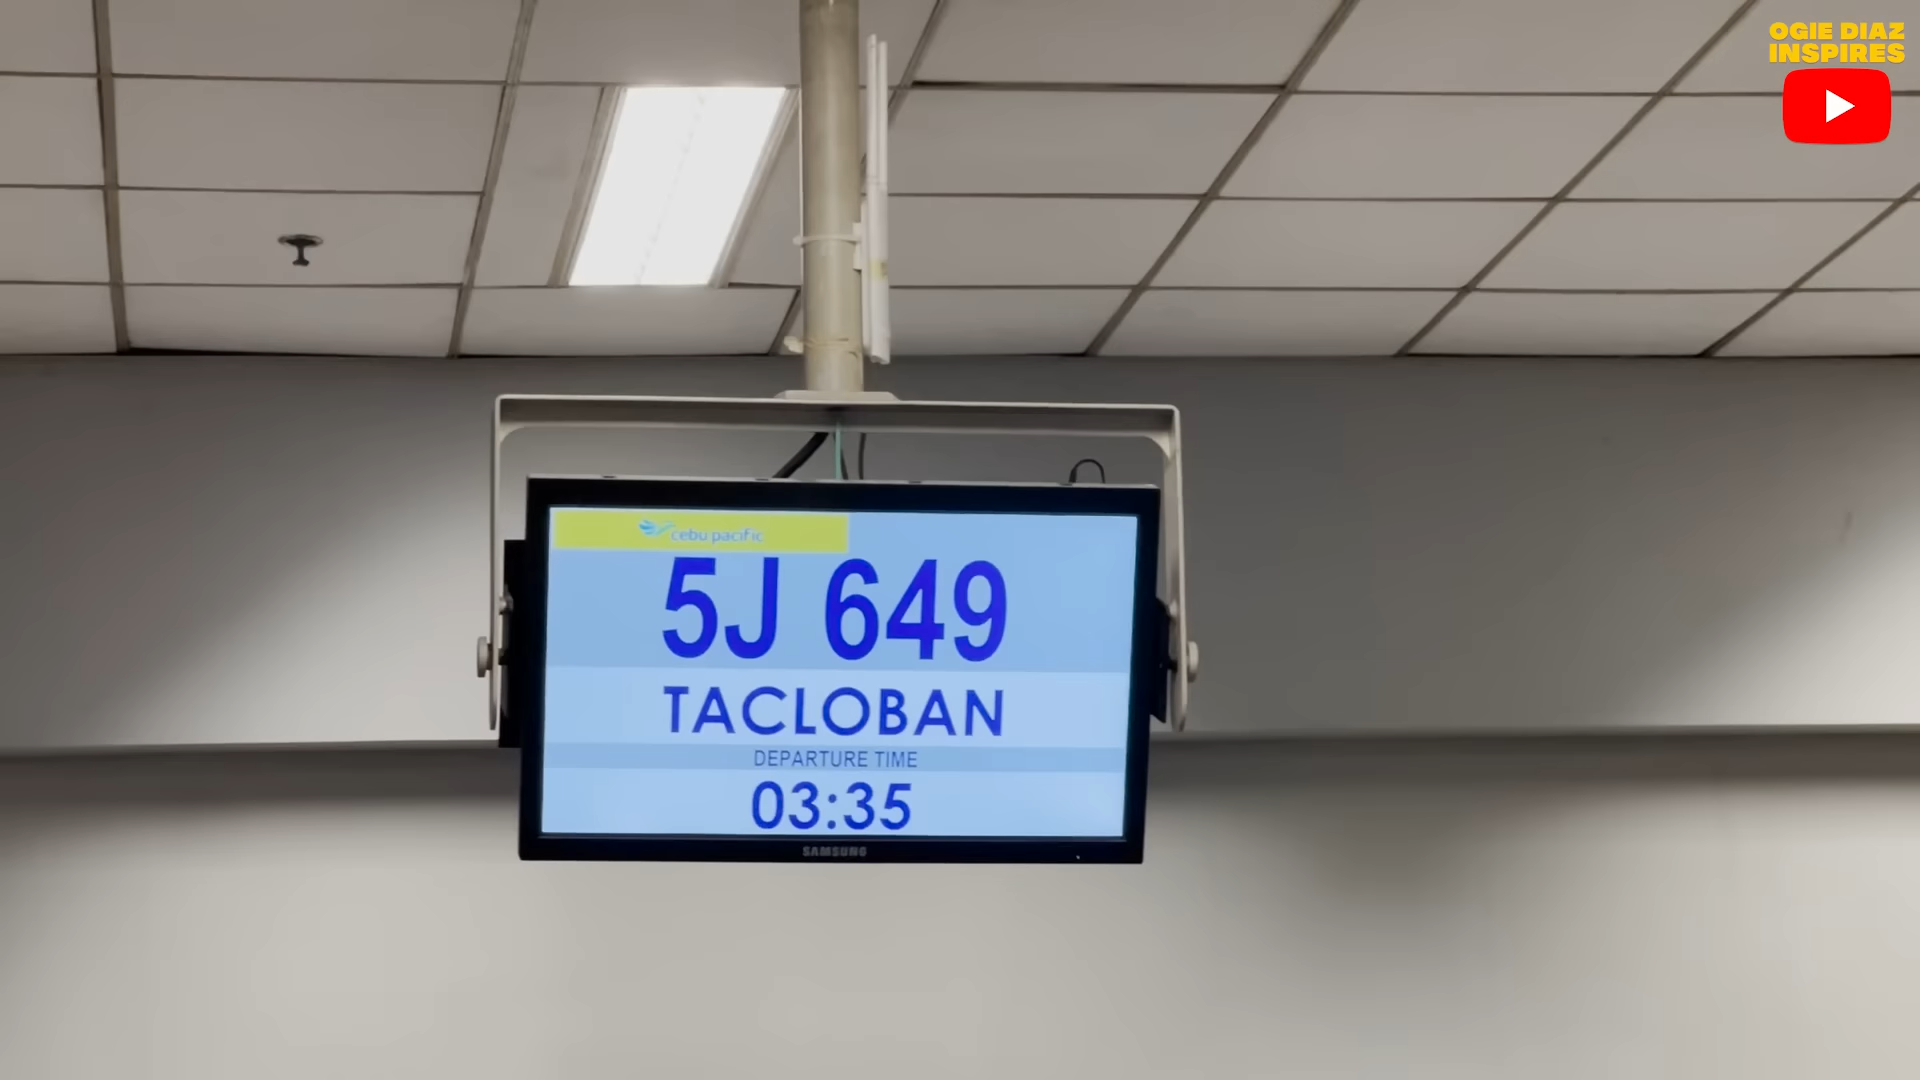 OGIE DIAZ
INSPIRES
cebu pacific
5J 649
TACLOBAN
DEPARTURE TIME
03:35
SAMSUNG